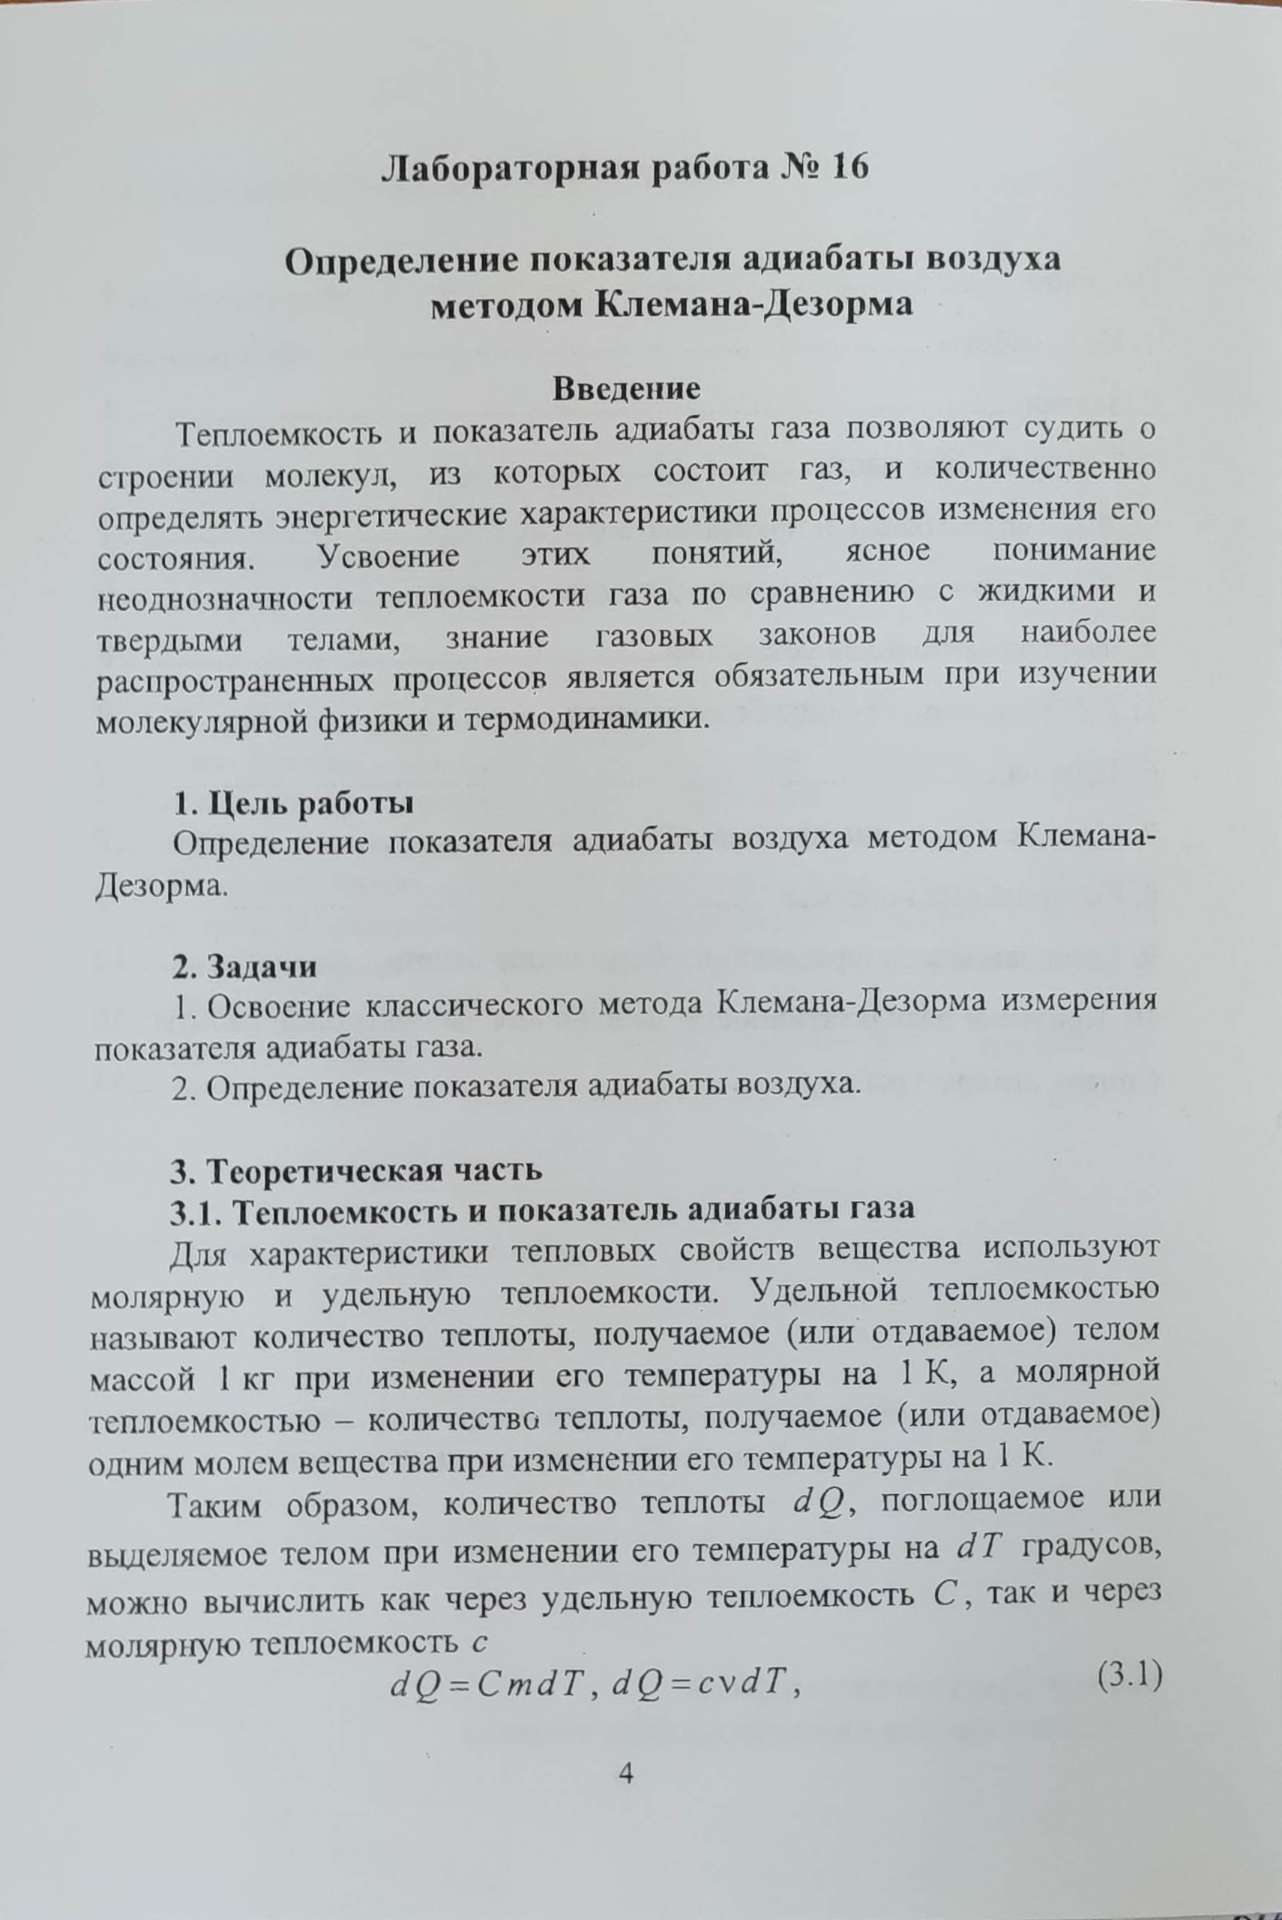 Лабораторная работа № 16
Определение показателя адиабаты воздуха
методом Клемана-Дезорма
Введение
Теплоемкость и показатель адиабаты газа позволяют судить о
строении молекул, из которых состоит газ, и количественно
определять энергетические характеристики процессов изменения его
состояния. Усвоение этих понятий, ясное понимание
неоднозначности теплоемкости газа по сравнению с жидкими и
твердыми телами, знание газовых законов для наиболее
распространенных процессов является обязательным при изучении
молекулярной физики и термодинамики.
1. Цель работы
Определение показателя адиабаты воздуха методом Клемана-
Дезорма.
2. Задачи
1. Освоение классического метода Клемана-Дезорма измерения
показателя адиабаты газа.
2. Определение показателя адиабаты воздуха.
3. Теоретическая часть
3.1. Теплоемкость и показатель адиабаты газа
Для характеристики тепловых свойств вещества используют
молярную и удельную теплоемкости. Удельной теплоемкостью
называют количество теплоты, получаемое (или отдаваемое) телом
массой 1 кг при изменении его температуры на 1 К, а молярной
теплоемкостью – количество теплоты, получаемое (или отдаваемое)
одним молем вещества при изменении его температуры на 1 К.
Таким образом, количество теплоты dQ, поглощаемое или
выделяемое телом при изменении его температуры на dT градусов,
можно вычислить как через удельную теплоемкость C, так и через
молярную теплоемкость c
dQ = CmdT, dQ = cνdT, (3.1)
4